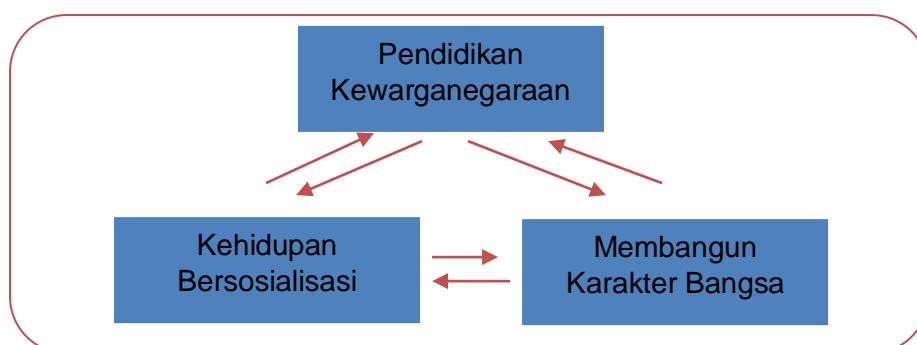 Pendidikan
Kewarganegaraan
Kehidupan
Bersosialisasi
Membangun
Karakter Bangsa